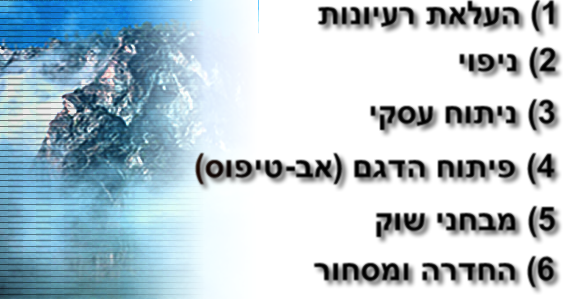 1) העלאת רעיונות
2) ניפוי
3) ניתוח עסקי
4) פיתוח הדגם (אב-טיפוס)
5) מבחני שוק
6) החדרה ומסחור